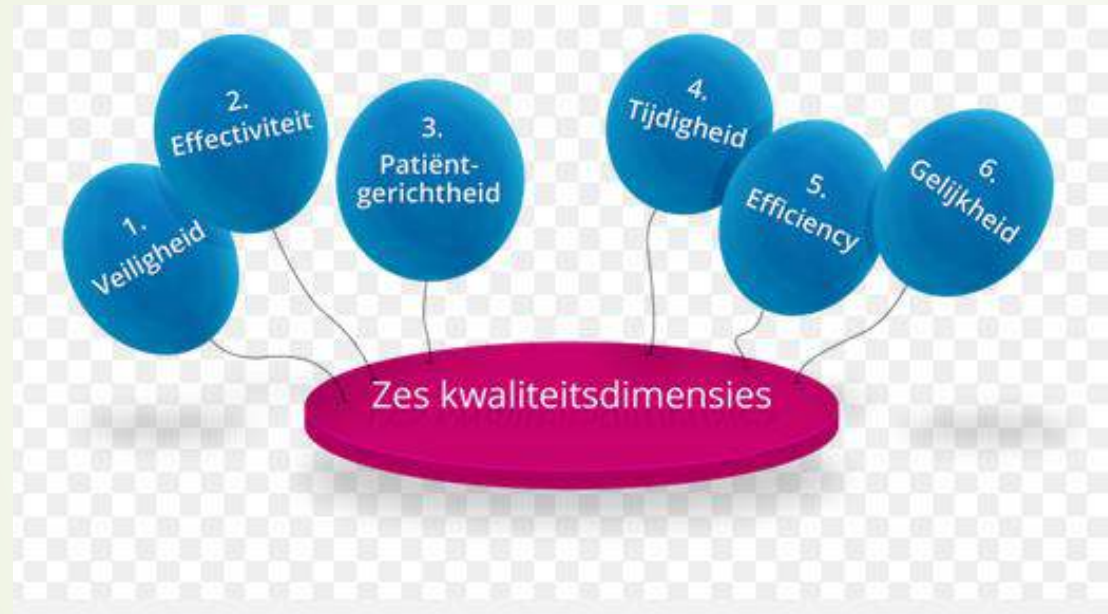 1.
Veiligheid
2.
Effectiviteit
3.
Patiënt-
gerichtheid
4.
Tijdigheid
5.
Efficiency
6.
Gelijkheid
Zes kwaliteitsdimensies